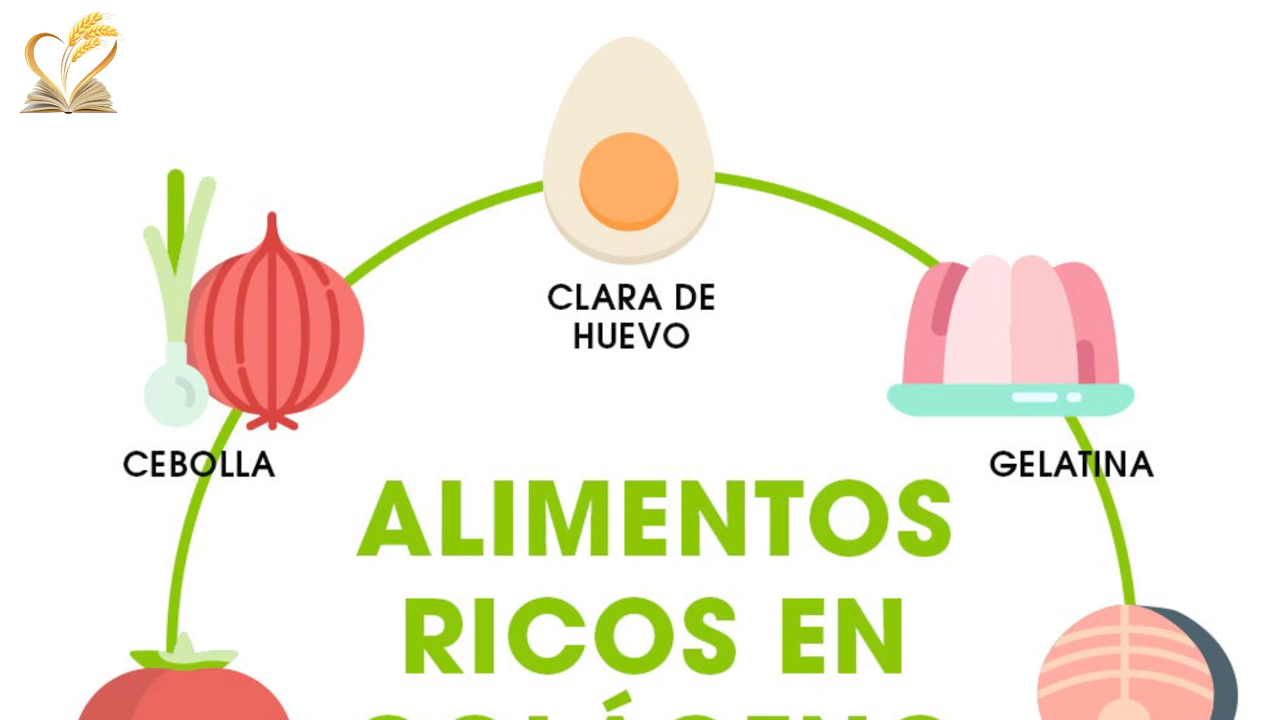 CLARA DE
HUEVO
CEBOLLA
GELATINA
ALIMENTOS
RICOS EN